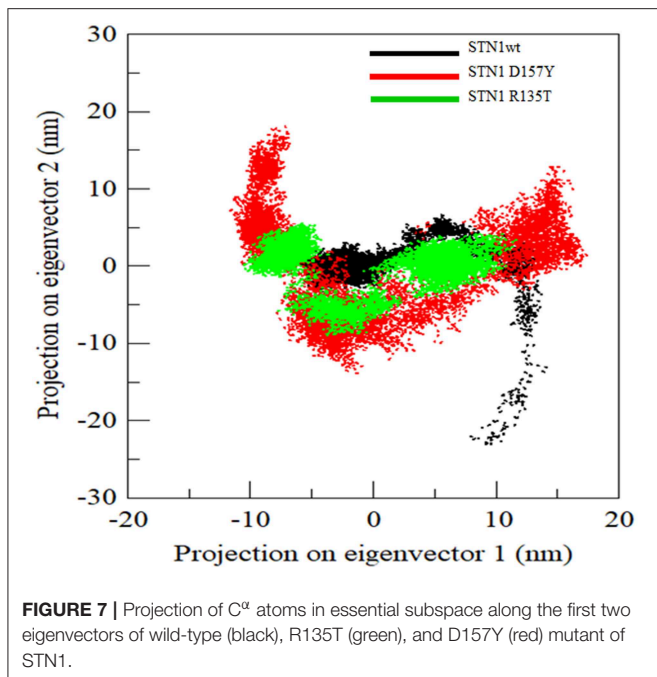 30
20
10
0
-10
-20
-30
Projection on eigenvector 2 (nm)
STN1wt
STN1 D157Y
STN1 R135T
-20
-10
0
10
20
Projection on eigenvector 1 (nm)
FIGURE 7 | Projection of Cα atoms in essential subspace along the first two
eigenvectors of wild-type (black), R135T (green), and D157Y (red) mutant of
STN1.